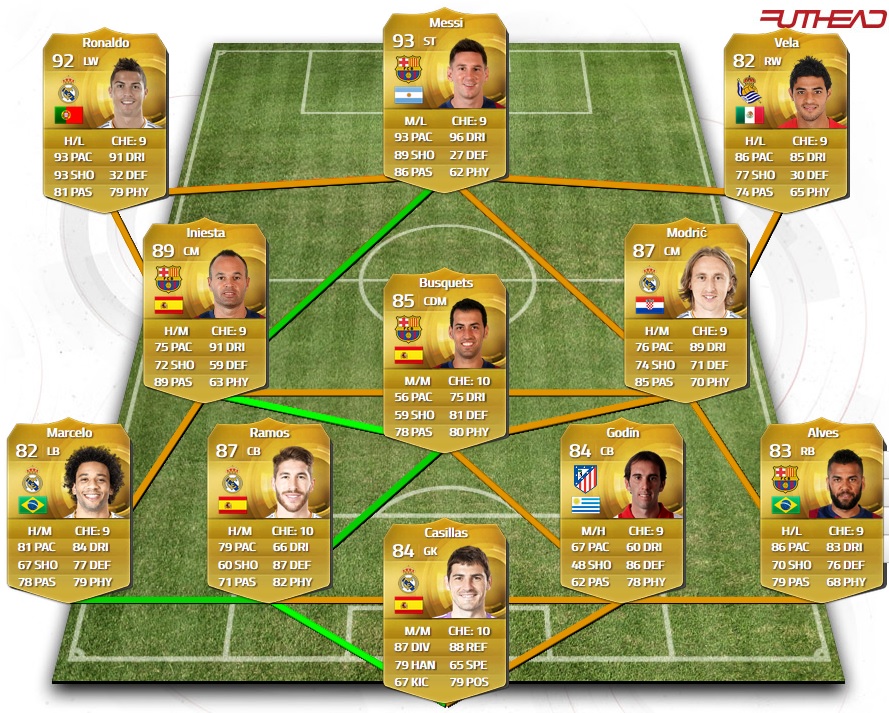 FUTHEAD
Ronaldo
92 LW
H/L CHE: 9
93 PAC 91 DRI
93 SHO 32 DEF
81 PAS 79 PHY
Messi
93 ST
M/L CHE: 9
93 PAC 96 DRI
89 SHO 27 DEF
86 PAS 62 PHY
Vela
82 RW
H/L CHE: 9
86 PAC 85 DRI
77 SHO 30 DEF
74 PAS 65 PHY
Iniesta
89 CM
H/M CHE: 9
75 PAC 91 DRI
72 SHO 59 DEF
89 PAS 63 PHY
Busquets
85 CDM
M/M CHE: 10
56 PAC 75 DRI
59 SHO 81 DEF
78 PAS 80 PHY
Modrić
87 CM
H/M CHE: 9
76 PAC 89 DRI
74 SHO 71 DEF
85 PAS 70 PHY
Marcelo
82 LB
H/M CHE: 9
81 PAC 84 DRI
67 SHO 77 DEF
78 PAS 79 PHY
Ramos
87 CB
H/M CHE: 10
79 PAC 66 DRI
60 SHO 87 DEF
71 PAS 82 PHY
Casillas
84 GK
M/M CHE: 10
87 DIV 88 REF
79 HAN 65 SPE
67 KIC 79 POS
Godín
84 CB
M/H CHE: 9
67 PAC 60 DRI
48 SHO 86 DEF
62 PAS 78 PHY
Alves
83 RB
H/L CHE: 9
86 PAC 83 DRI
70 SHO 76 DEF
79 PAS 68 PHY